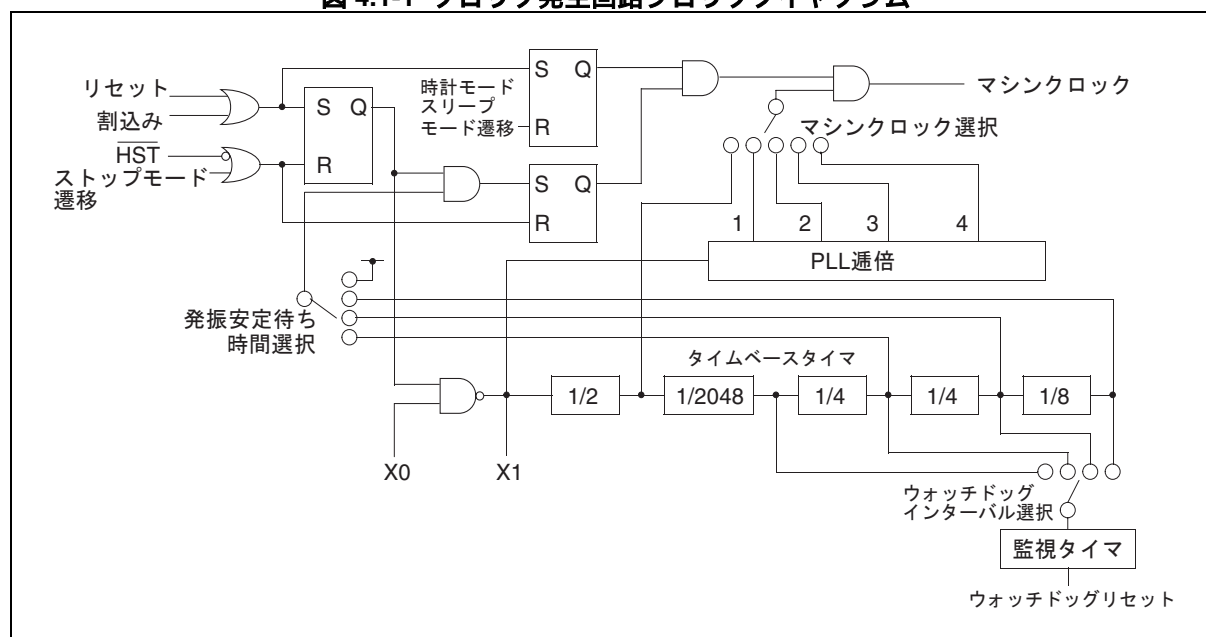 図 4.1-1 クロック発生回路ブロックダイヤグラム
リセット
割込み
HST
ストップモード
遷移
S Q
R
時計モード
スリープ
モード遷移
S Q
R
S Q
R
マシンクロック
マシンクロック選択
1 2 3 4
PLL逓倍
発振安定待ち
時間選択
タイムベースタイマ
1/2 1/2048 1/4 1/4 1/8
X0 X1
ウォッチドッグ
インターバル選択
監視タイマ
ウォッチドッグリセット